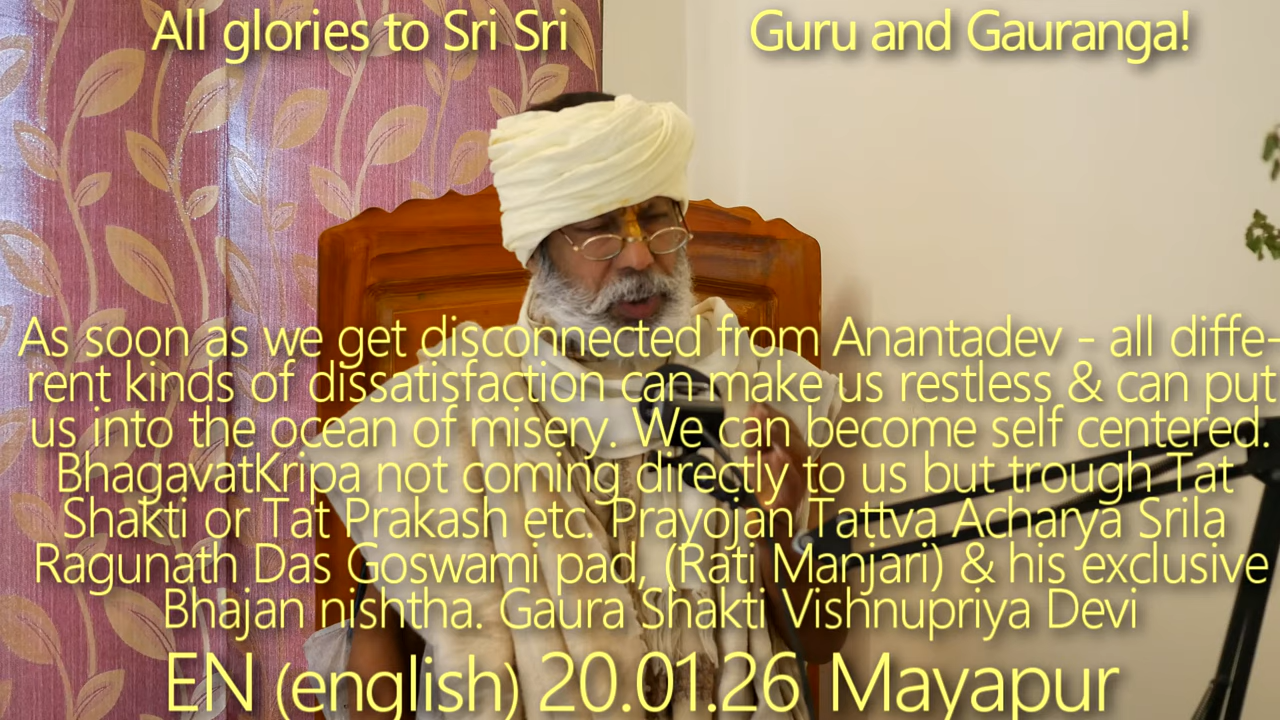 All glories to Sri Sri Guru and Gauranga!
As soon as we get disconnected from Anantadev - all diffe-
rent kinds of dissatisfaction can make us restless & can put
us into the ocean of misery. We can become self centered.
BhagavatKripa not coming directly to us but trough Tat
Shakti or Tat Prakash etc. Prayojan Tattva Acharya Srila
Ragunath Das Goswami pad, (Rati Manjari) & his exclusive
Bhajan nishtha. Gaura Shakti Vishnupriya Devi
EN (english) 20.01.26 Mayapur